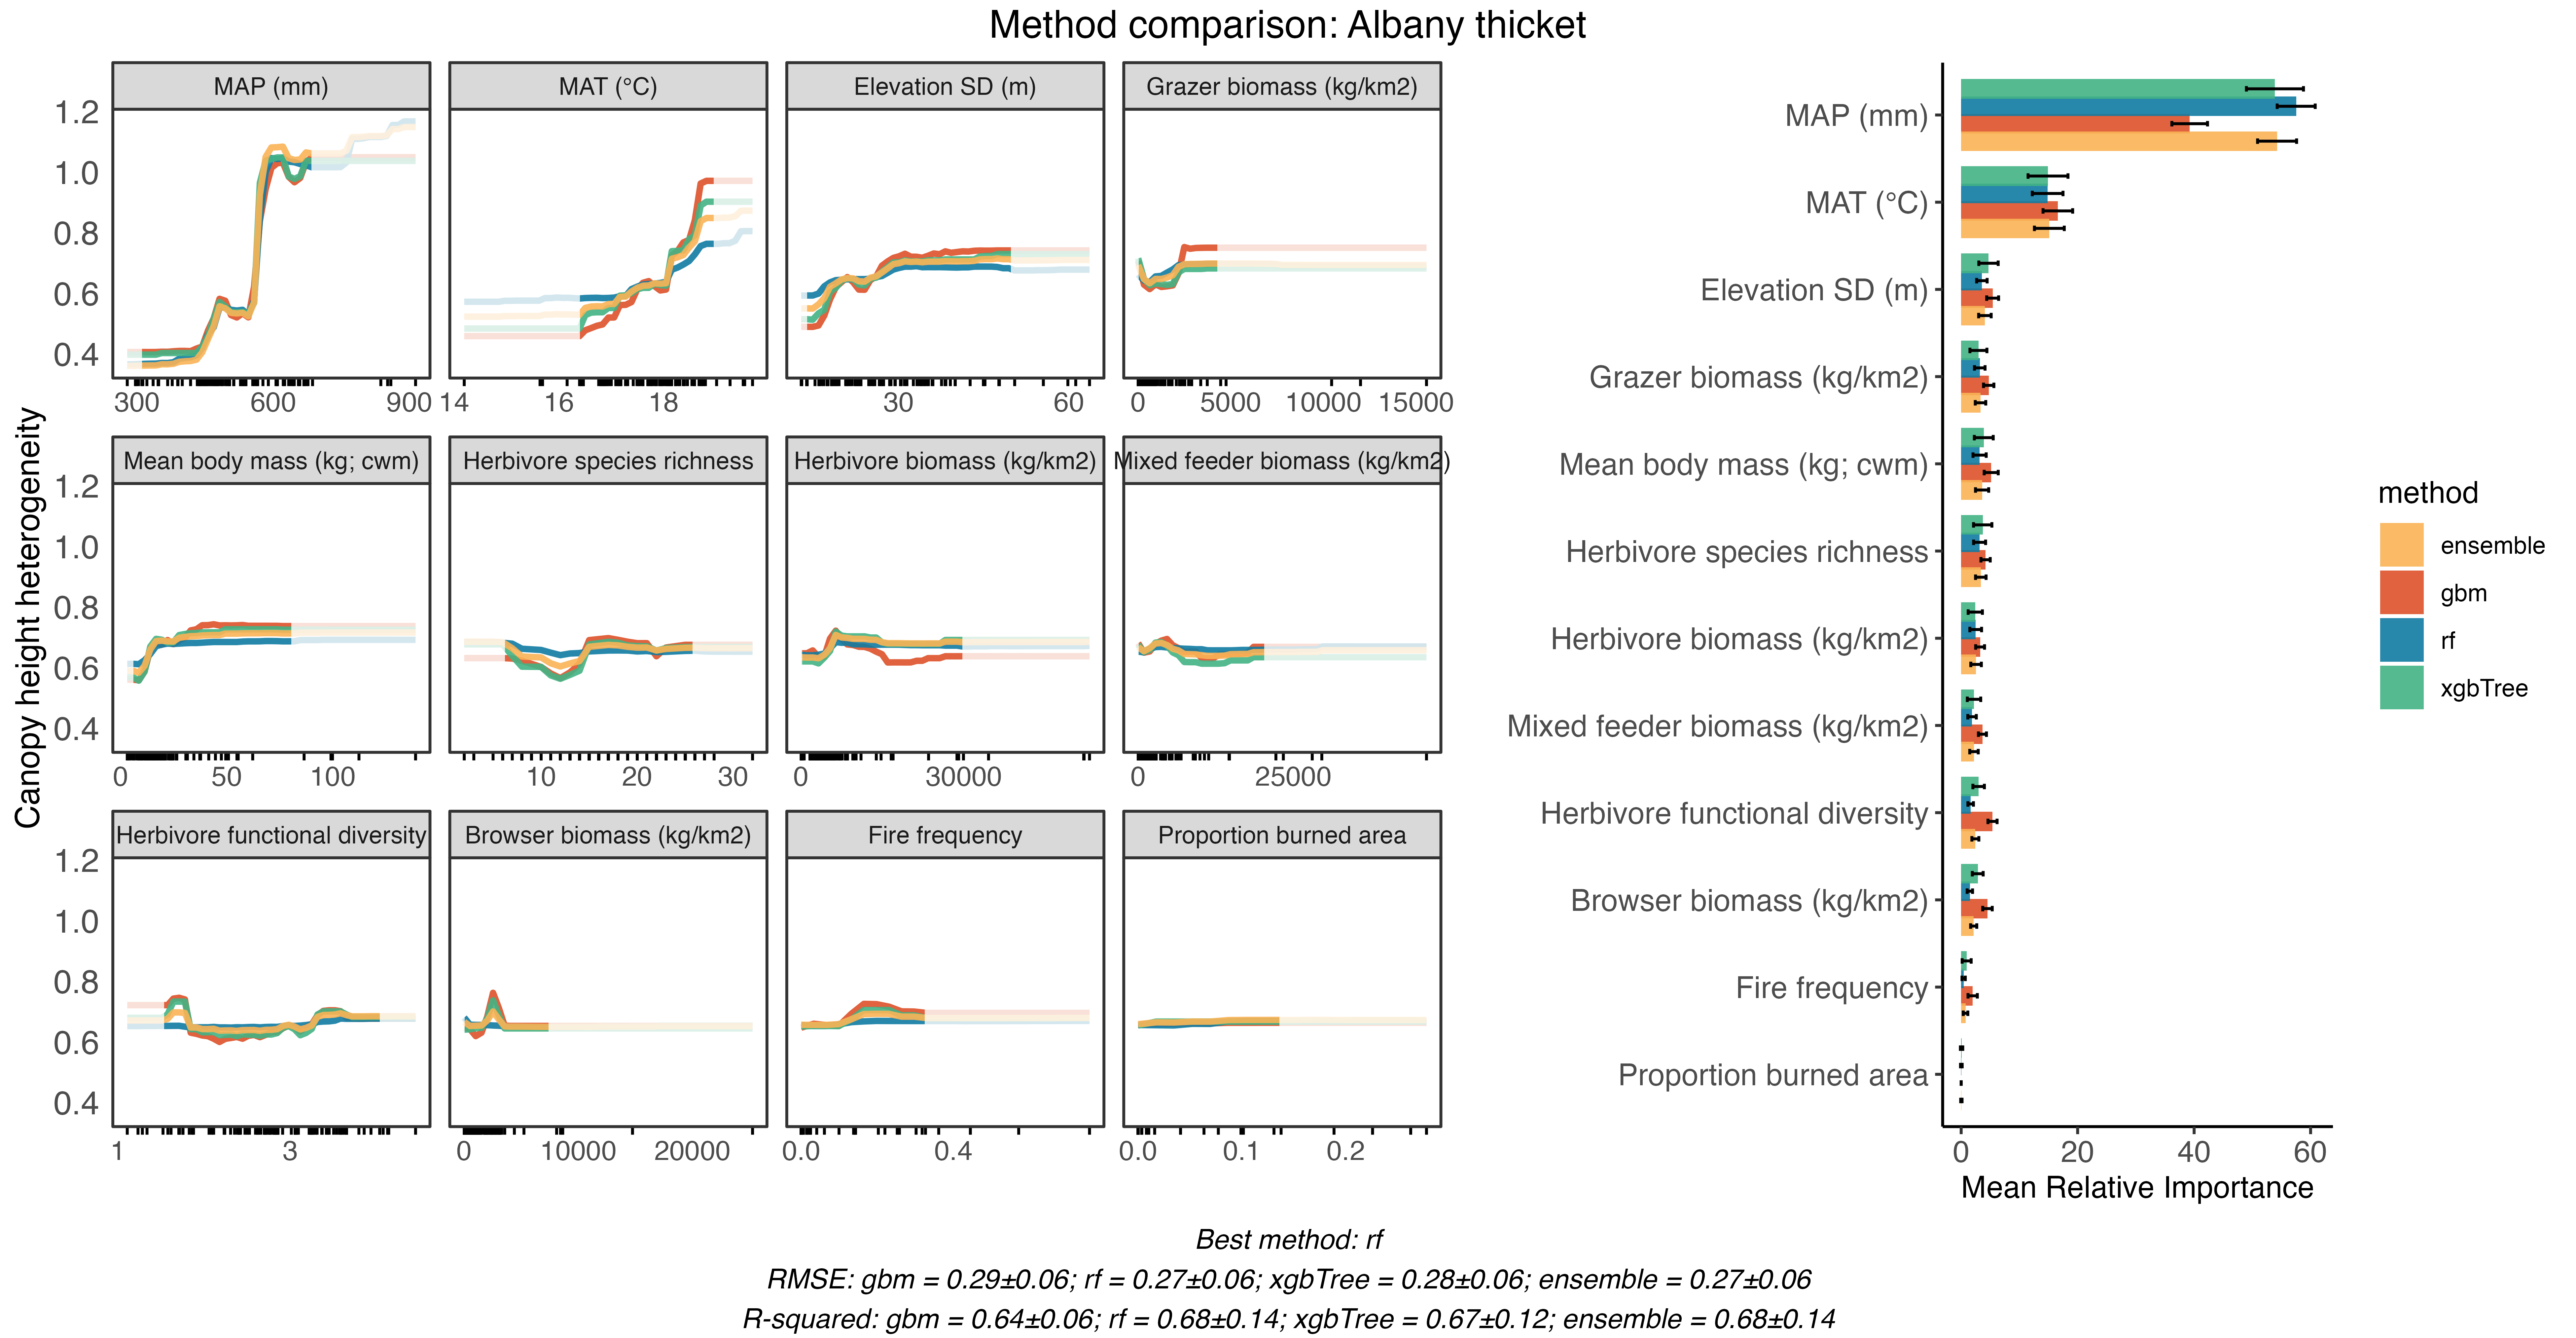 Method comparison: Albany thicket
Canopy height heterogeneity
MAP (mm)
MAT (°C)
Elevation SD (m)
Grazer biomass (kg/km2)
1.2
1.0
0.8
0.6
0.4
300 600 900
14 16 18
30 60
0 5000 10000 15000
Mean body mass (kg; cwm)
Herbivore species richness
Herbivore biomass (kg/km2)
Mixed feeder biomass (kg/km2)
1.2
1.0
0.8
0.6
0.4
0 50 100
10 20 30
0 30000
0 25000
Herbivore functional diversity
Browser biomass (kg/km2)
Fire frequency
Proportion burned area
1.2
1.0
0.8
0.6
0.4
1 3
0 10000 20000
0.0 0.4
0.0 0.1 0.2
MAP (mm)
MAT (°C)
Elevation SD (m)
Grazer biomass (kg/km2)
Mean body mass (kg; cwm)
Herbivore species richness
Herbivore biomass (kg/km2)
Mixed feeder biomass (kg/km2)
Herbivore functional diversity
Browser biomass (kg/km2)
Fire frequency
Proportion burned area
0 20 40 60
Mean Relative Importance
method
ensemble
gbm
rf
xgbTree
Best method: rf
RMSE: gbm = 0.29±0.06; rf = 0.27±0.06; xgbTree = 0.28±0.06; ensemble = 0.27±0.06
R-squared: gbm = 0.64±0.06; rf = 0.68±0.14; xgbTree = 0.67±0.12; ensemble = 0.68±0.14